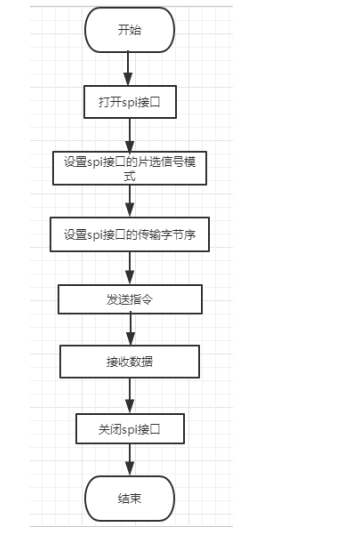 开始
打开spi接口
设置spi接口的片选信号模
式
设置spi接口的传输字节序
发送指令
接收数据
关闭spi接口
结束